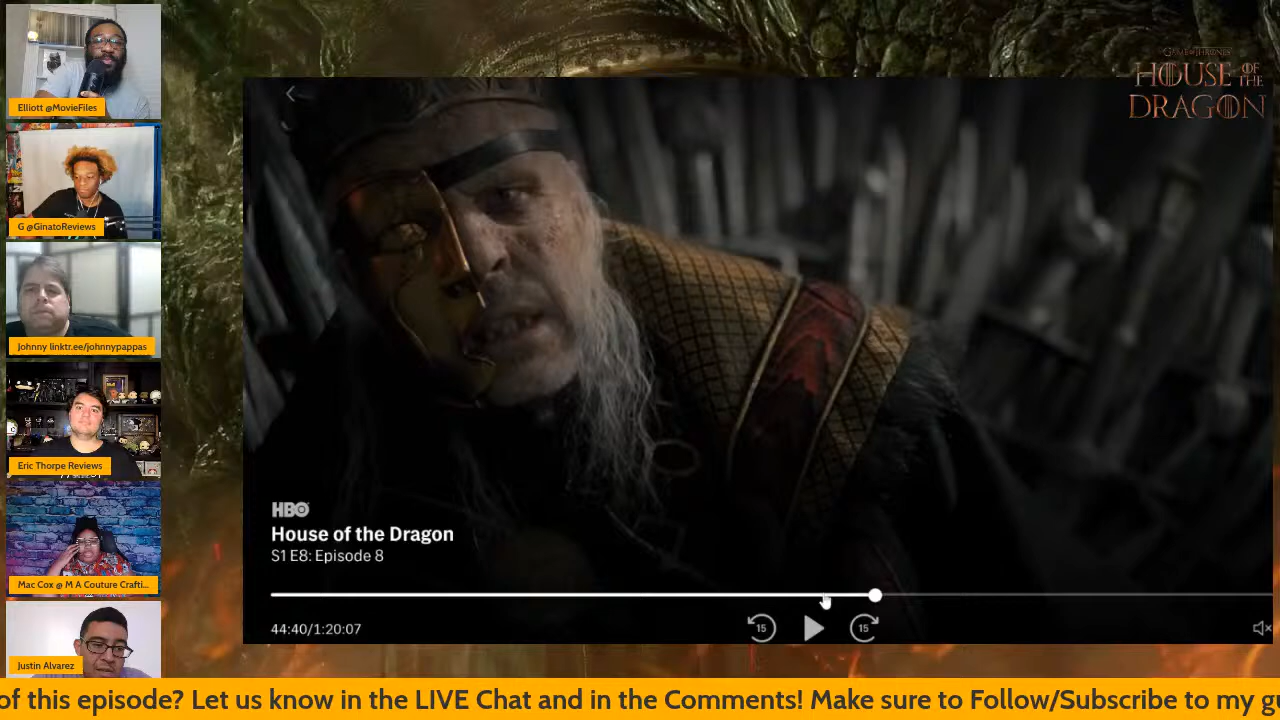 Elliott @MovieFiles
G @GinatoReviews
Johnny linktr.ee/johnnypappas
Eric Thorpe Reviews
Mac Cox @ M A Couture Crafti...
Justin Alvarez
GAME OF THRONES
HOUSE OF THE
DRAGON
HBO
House of the Dragon
S1 E8: Episode 8
44:40/1:20:07
15
15
of this episode? Let us know in the LIVE Chat and in the Comments! Make sure to Follow/Subscribe to my